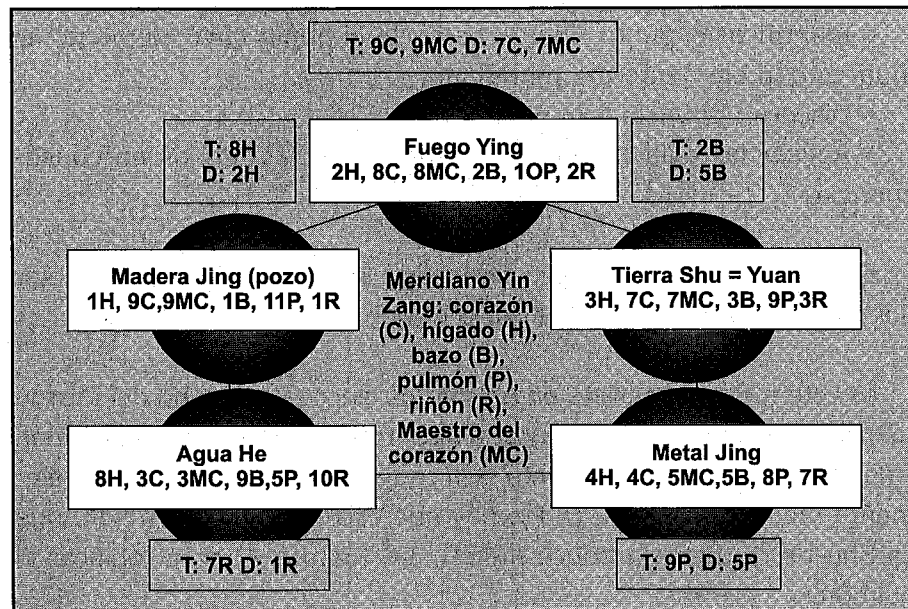 T: 9C, 9MC D: 7C, 7MC
T: 8H
D: 2H
Fuego Ying
2H, 8C, 8MC, 2B, 1OP, 2R
T: 2B
D: 5B
Madera Jing (pozo)
1H, 9C,9MC, 1B, 11P, 1R
Meridiano Yin
Zang: corazón
(C), hígado (H),
bazo (B),
pulmón (P),
riñón (R),
Maestro del
corazón (MC)
Tierra Shu = Yuan
3H, 7C, 7MC, 3B, 9P,3R
Agua He
8H, 3C, 3MC, 9B,5P, 10R
Metal Jing
4H, 4C, 5MC,5B, 8P, 7R
T: 7R D: 1R
T: 9P, D: 5P